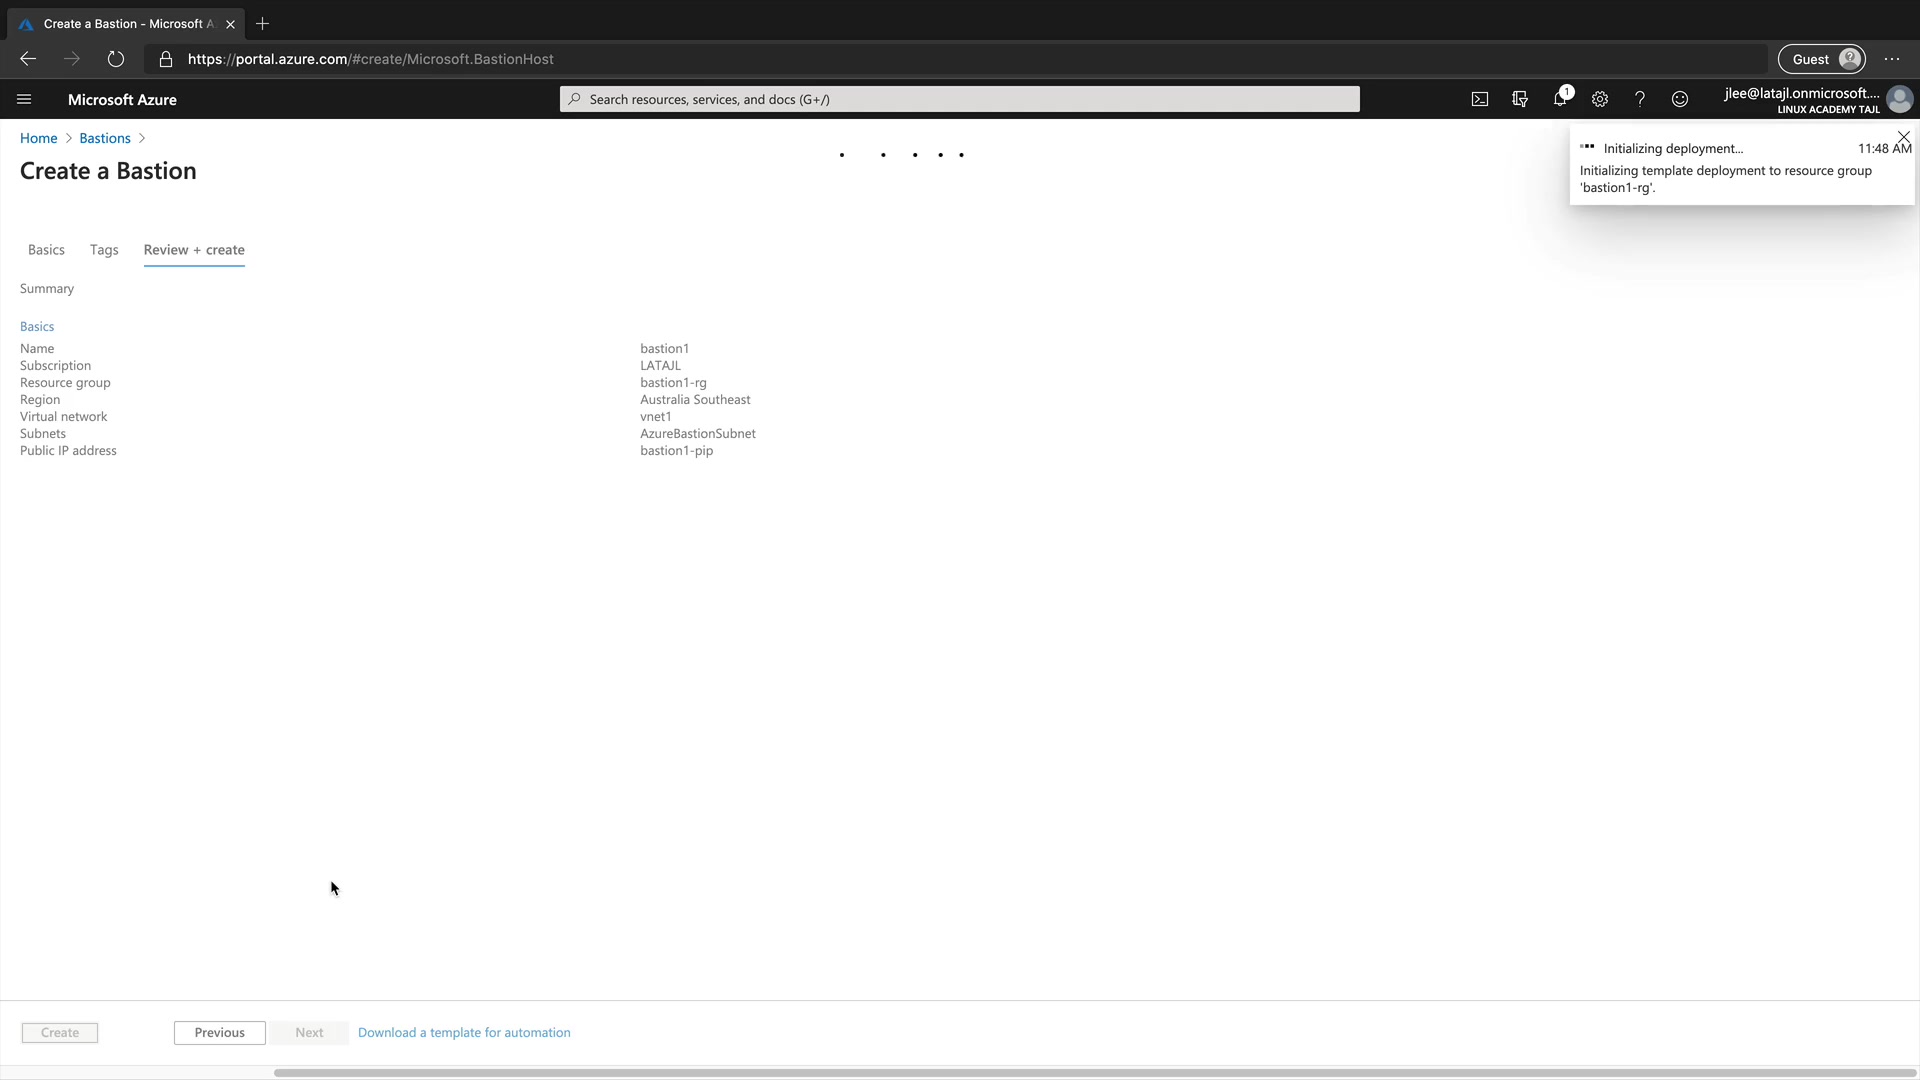 Create a Bastion - Microsoft A
https://portal.azure.com/#create/Microsoft.BastionHost
Guest
Microsoft Azure
Search resources, services, and docs (G+/)
1
jlee@latajl.onmicrosoft....
LINUX ACADEMY TAJL
Home > Bastions >
Create a Bastion
Initializing deployment... 11:48 AM
Initializing template deployment to resource group
'bastion1-rg'.
Basics Tags Review + create
Summary
Basics
Name bastion1
Subscription LATAJL
Resource group bastion1-rg
Region Australia Southeast
Virtual network vnet1
Subnets AzureBastionSubnet
Public IP address bastion1-pip
Create Previous Next Download a template for automation